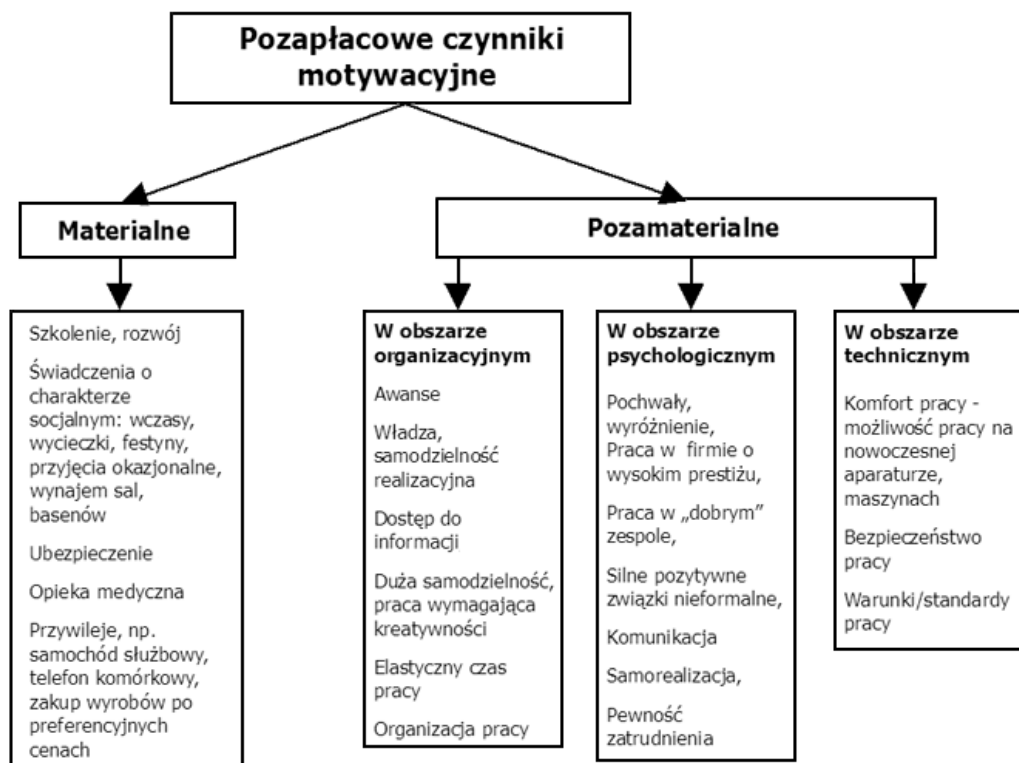 Pozapłacowe czynniki
motywacyjne
Materialne
Pozamaterialne
Szkolenie, rozwój
Świadczenia o
charakterze
socjalnym: wczasy,
wycieczki, festyny,
przyjęcia okazjonalne,
wynajem sal,
basenów
Ubezpieczenie
Opieka medyczna
Przywileje, np.
samochód służbowy,
telefon komórkowy,
zakup wyrobów po
preferencyjnych
cenach
W obszarze
organizacyjnym
Awanse
Władza,
samodzielność
realizacyjna
Dostęp do
informacji
Duża samodzielność,
praca wymagająca
kreatywności
Elastyczny czas
pracy
Organizacja pracy
W obszarze
psychologicznym
Pochwały,
wyróżnienie,
Praca w firmie o
wysokim prestiżu,
Praca w „dobrym”
zespole,
Silne pozytywne
związki nieformalne,
Komunikacja
Samorealizacja,
Pewność
zatrudnienia
W obszarze
technicznym
Komfort pracy -
możliwość pracy na
nowoczesnej
aparaturze,
maszynach
Bezpieczeństwo
pracy
Warunki/standardy
pracy